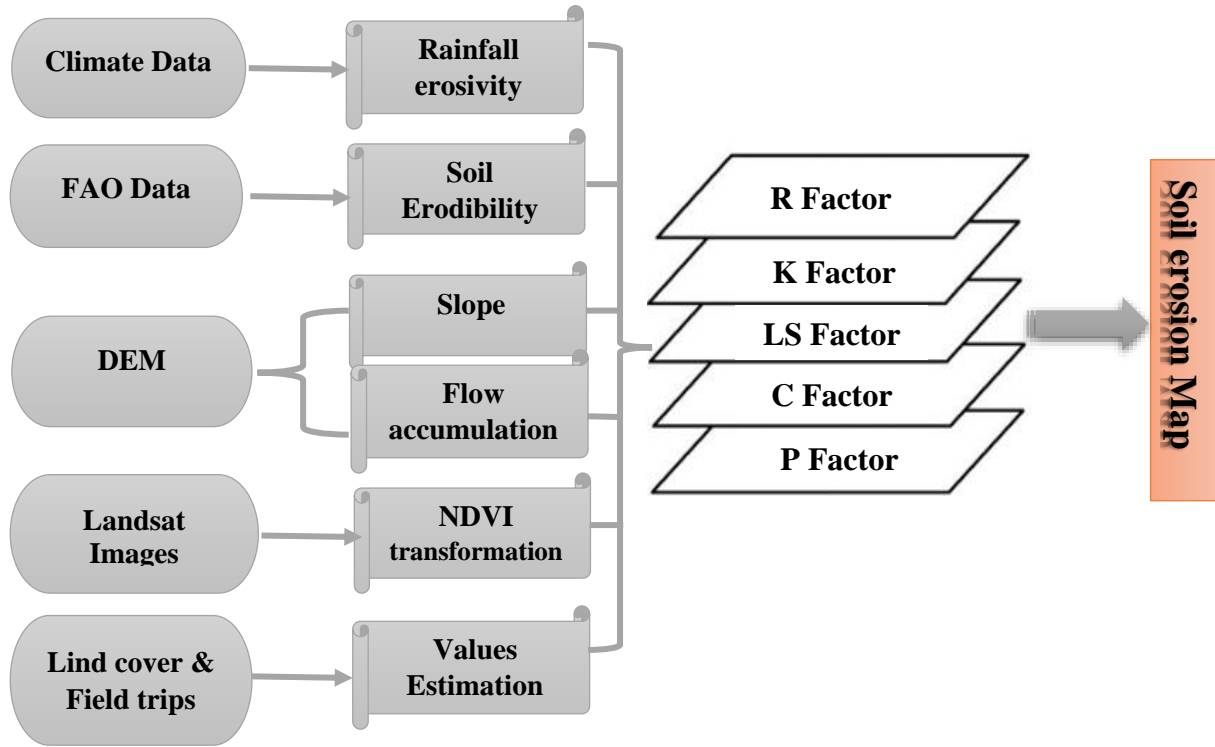 Climate Data
Rainfall
erosivity
FAO Data
Soil
Erodibility
DEM
Slope
Flow
accumulation
Landsat
Images
NDVI
transformation
Lind cover &
Field trips
Values
Estimation
R Factor
K Factor
LS Factor
C Factor
P Factor
Soil erosion Map